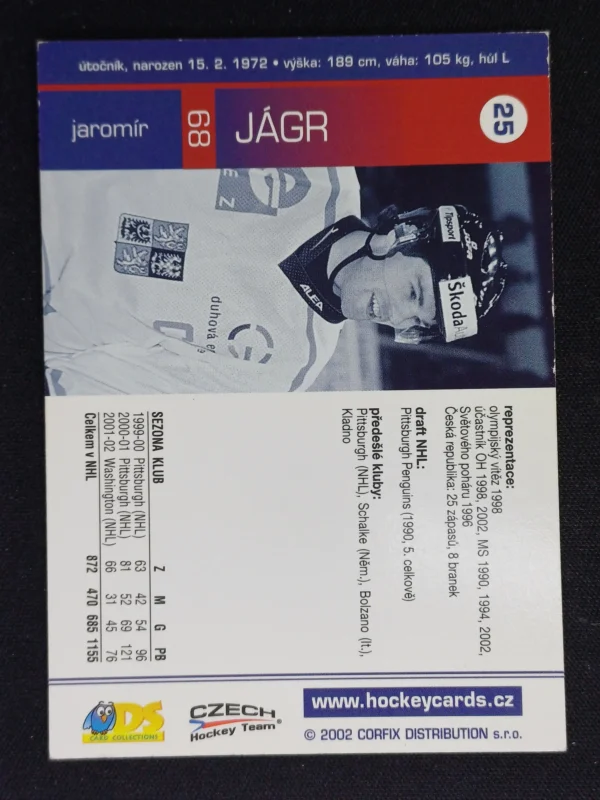 útočník, narozen 15. 2. 1972 • výška: 189 cm, váha: 105 kg, hůl L
25
jaromír
68
JÁGR
Tipsport
Škoda
ALEA
duhová
reprezentace:
olympijský vítěz 1998
účastník OH 1998, 2002, MS 1990, 1994, 2002,
Světového poháru 1996
Česká republika: 25 zápasů, 8 branek
draft NHL:
Pittsburgh Penguins (1990, 5. celkově)
předešlé kluby:
Pittsburgh (NHL), Schalke (Něm.), Bolzano (It.),
Kladno
SEZONA KLUB Z M G PB
1999-00 Pittsburgh (NHL) 63 42 54 96
2000-01 Pittsburgh (NHL) 81 52 69 121
2001-02 Washington (NHL) 66 31 45 76
Celkem v NHL 872 470 685 1155
DS
CARD COLLECTIONS
CZECH
Hockey Team®
www.hockeycards.cz
© 2002 CORFIX DISTRIBUTION s.r.o.